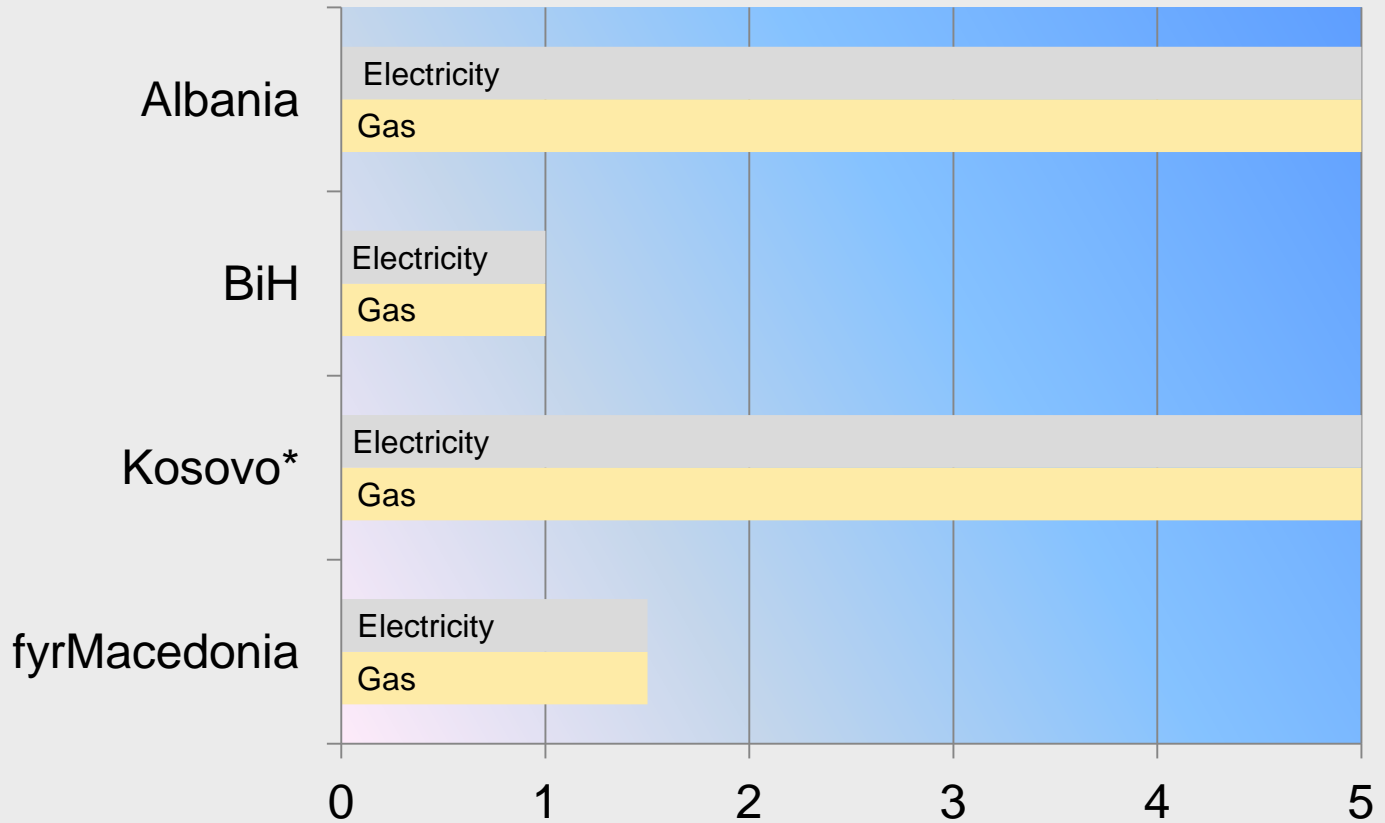 Albania
Electricity
Gas
BiH
Electricity
Gas
Kosovo*
Electricity
Gas
fyrMacedonia
Electricity
Gas
0 1 2 3 4 5